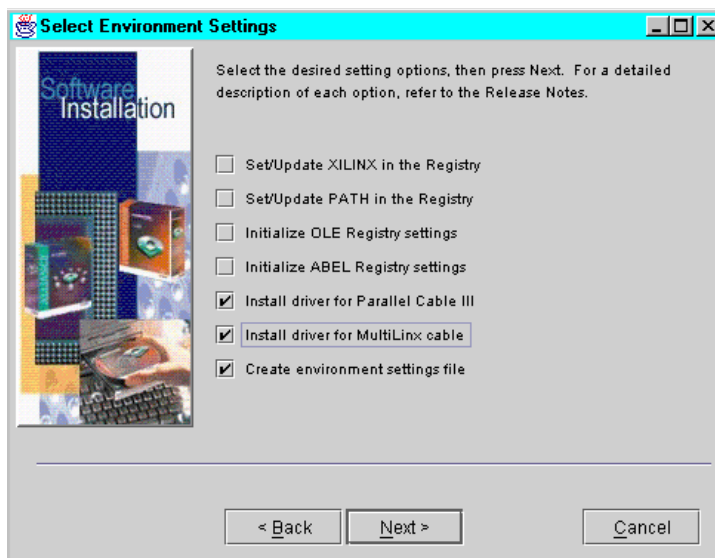 Select Environment Settings
Software
Installation
ALLIANCE
Select the desired setting options, then press Next. For a detailed
description of each option, refer to the Release Notes.
Set/Update XILINX in the Registry
Set/Update PATH in the Registry
Initialize OLE Registry settings
Initialize ABEL Registry settings
Install driver for Parallel Cable III
Install driver for MultiLinx cable
Create environment settings file
< Back
Next >
Cancel